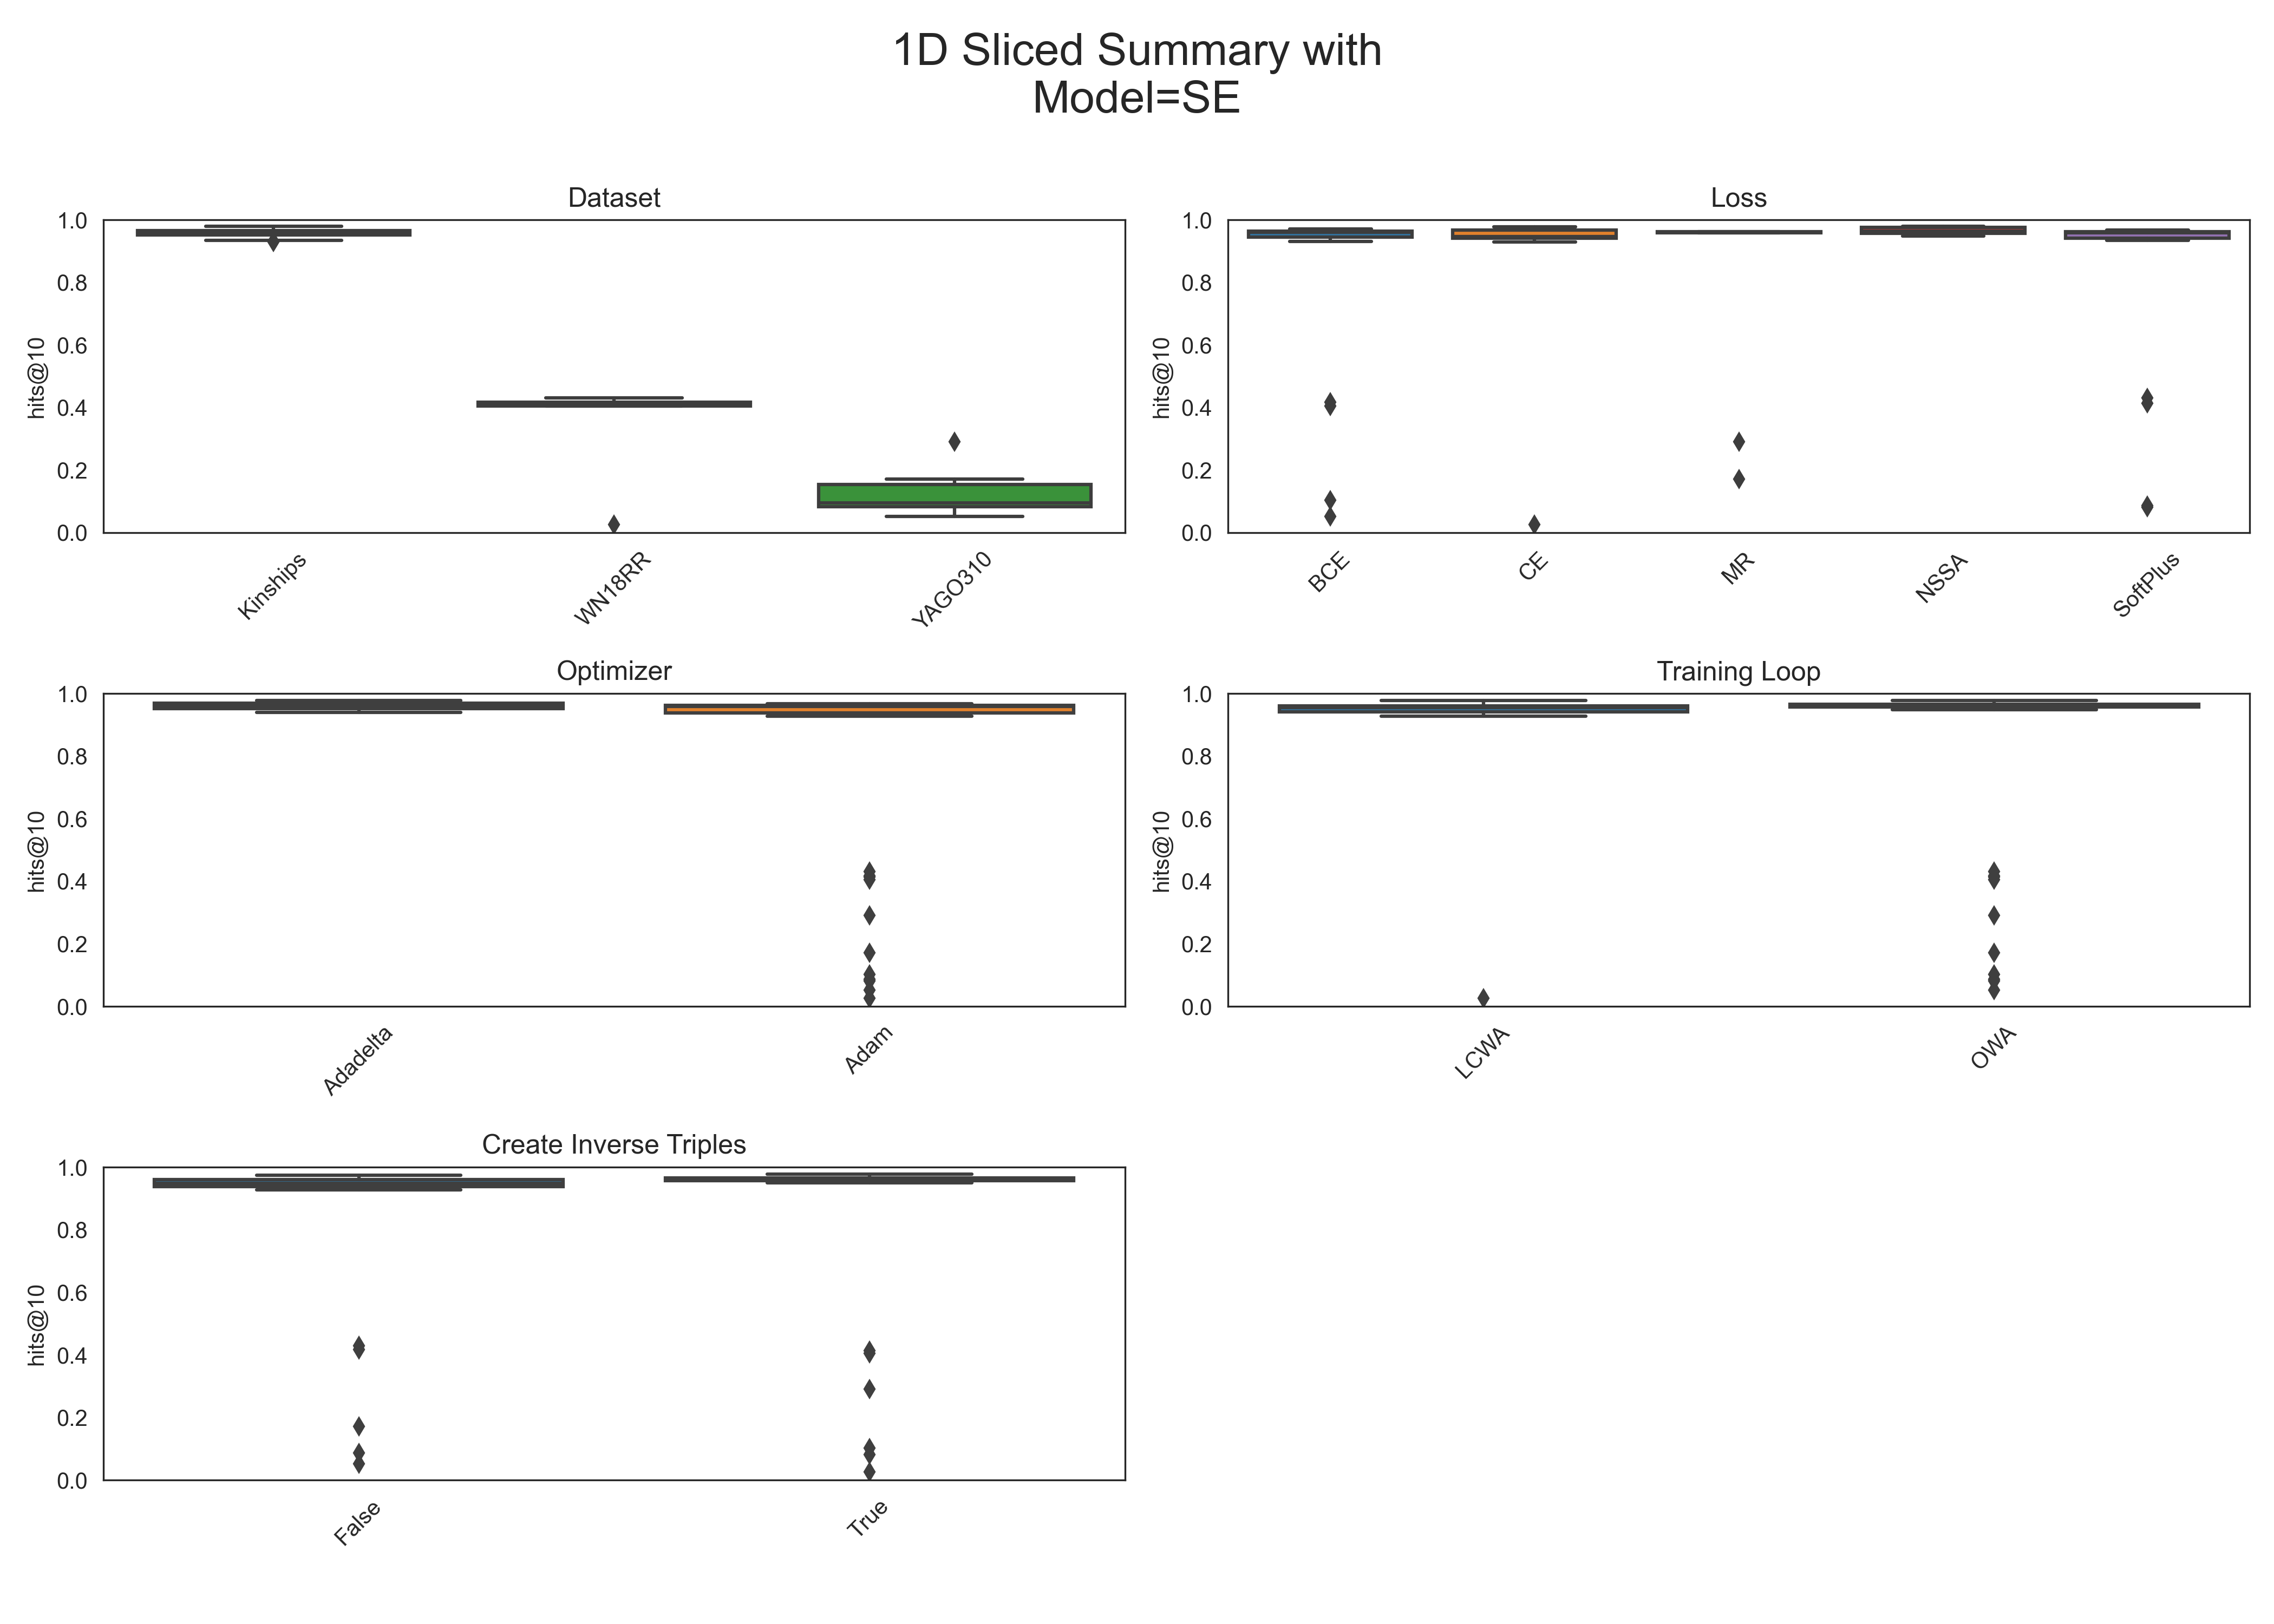 1D Sliced Summary with
Model=SE
Dataset
1.0
0.8
0.6
0.4
0.2
0.0
hits@10
Kinships
WN18RR
YAGO310
Loss
1.0
0.8
0.6
0.4
0.2
0.0
hits@10
BCE
CE
MR
NSSA
SoftPlus
Optimizer
1.0
0.8
0.6
0.4
0.2
0.0
hits@10
Adadelta
Adam
Training Loop
1.0
0.8
0.6
0.4
0.2
0.0
hits@10
LCWA
OWA
Create Inverse Triples
1.0
0.8
0.6
0.4
0.2
0.0
hits@10
False
True